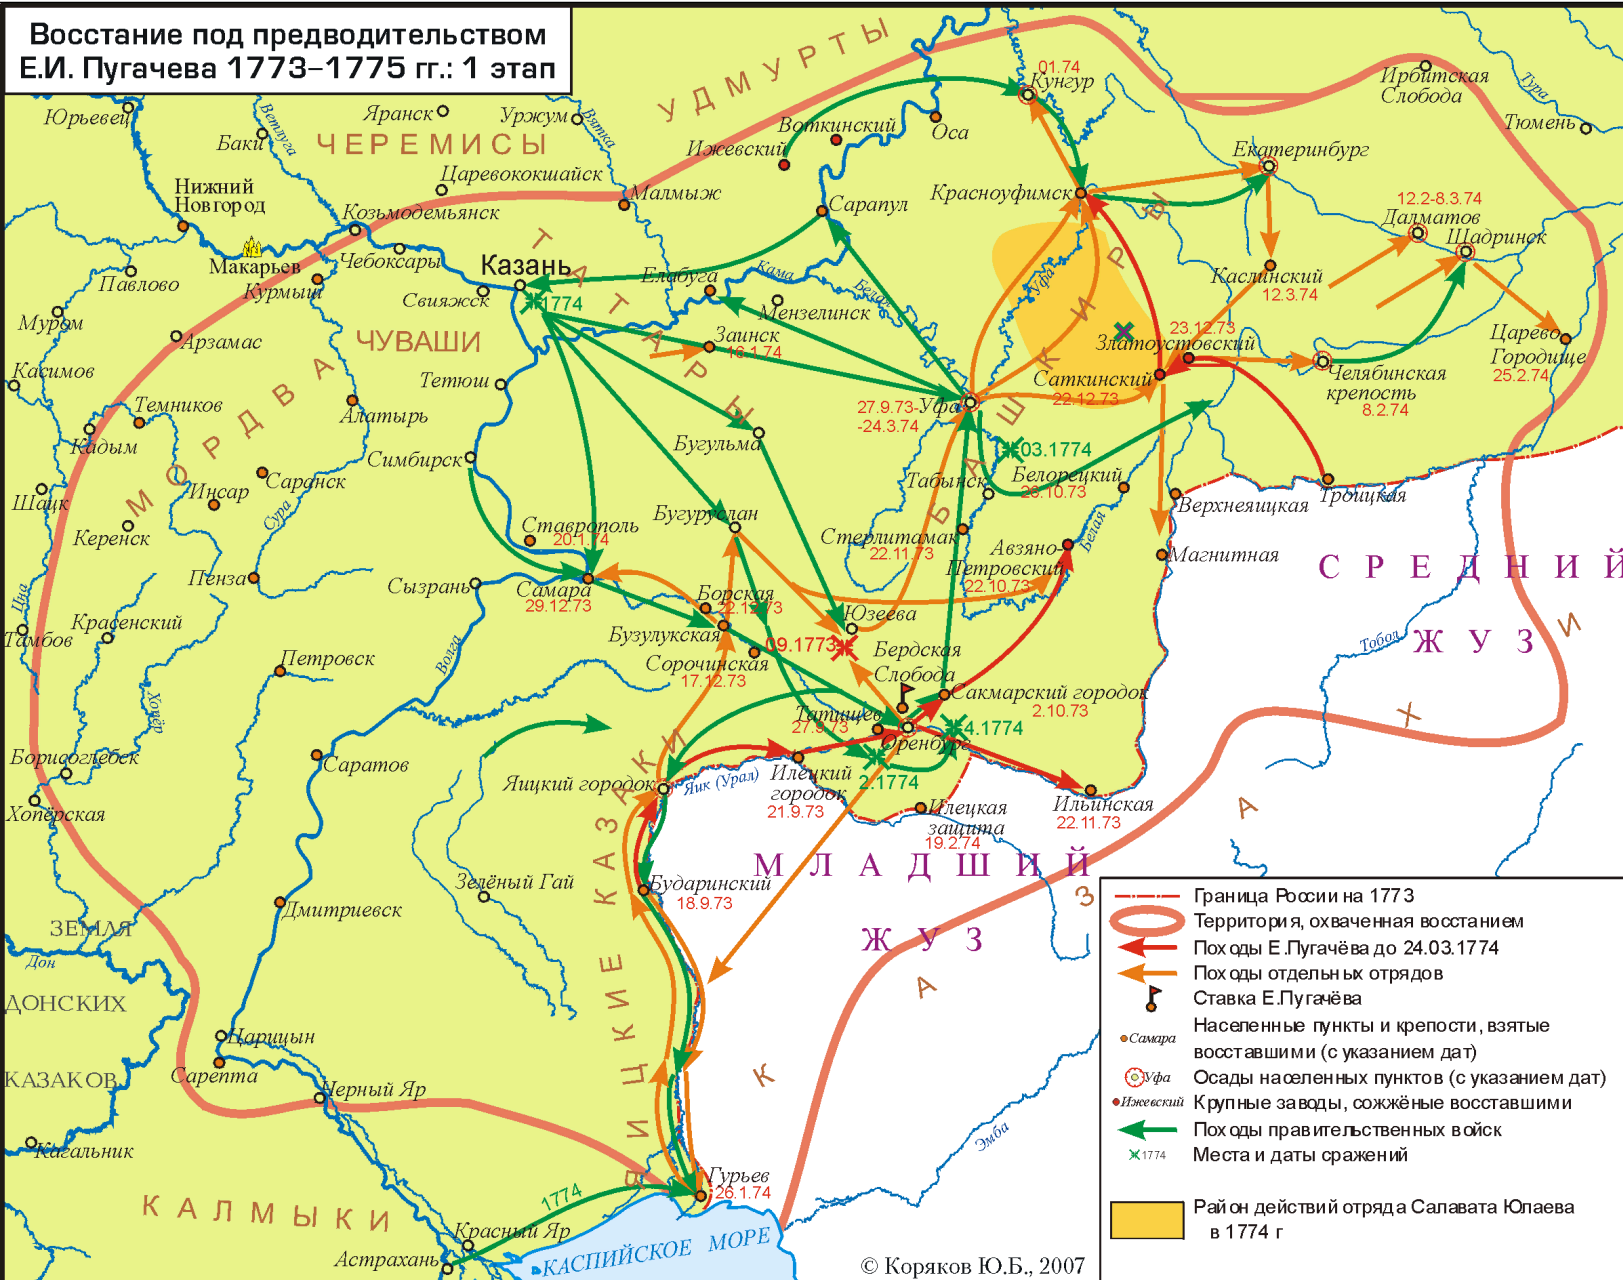 Восстание под предводительством
Е.И. Пугачева 1773–1775 гг.: 1 этап
УДМУРТЫ
01.74
Кунгур
Ирбитская
Слобода
Тура
Тюмень
Юрьевец
Ветлуга
Яранск
Уржум
Вятка
Баки
ЧЕРЕМИСЫ
Воткинский
Оса
Ижевский
Екатеринбург
Царевококшайск
Нижний
Новгород
Малмыж
Красноуфимск
Козьмодемьянск
Сарапул
12.2-8.3.74
Далматов
Шадринск
Макарьев
Чебоксары
Казань
Елабуга
Кама
Белая
Уфа
Каслинский
12.3.74
Павлово
Курмыш
Свияжск
1774
Мензелинск
Муром
Арзамас
ЧУВАШИ
ТАТАРЫ
Заинск
16.1.74
23.12.73
Златоустовский
Царево
Городище
25.2.74
Касимов
Тетюш
Саткинский
22.12.73
Челябинская
крепость
8.2.74
МОРДВА
Темников
Алатырь
27.9.73-
-24.3.74
Уфа
БАШКИРЫ
Кадым
Симбирск
Бугульма
03.1774
Шацк
Инсар
Саранск
Сура
Табынск
Белорецкий
26.10.73
Троицкая
Верхнеяицкая
Керенск
Ставрополь
20.1.74
Бугуруслан
Стерлитамак
22.11.73
Авзяно-
Петровский
22.10.73
Белая
Магнитная
СРЕДНИЙ
ЖУЗ
Цна
Пенза
Сызрань
Самара
29.12.73
Борская
22.12.73
Юзеева
Тамбов
Красенский
Бузулукская
09.1773
Тобол
Петровск
Волга
Сорочинская
17.12.73
Бердская
Слобода
Сакмарский городок
2.10.73
Хопёр
Татищев
27.9.73
Оренбург
4.1774
Борисоглебск
Саратов
Яицкий городок
Яик (Урал)
Илецкий
городок
21.9.73
2.1774
Ильинская
22.11.73
Хопёрская
Илецкая
защита
19.2.74
МЛАДШИЙ
ЖУЗ
КАЗАХИ
Зелёный Гай
Бударинский
18.9.73
Дмитриевск
ЗЕМЛЯ
Дон
ДОНСКИХ
КАЗАКОВ
ЯИЦКИЕ КАЗАКИ
Царицын
Сарепта
Черный Яр
Кагальник
Эмба
КАЛМЫКИ
Гурьев
26.1.74
1774
Красный Яр
Астрахань
КАСПИЙСКОЕ МОРЕ
© Коряков Ю.Б., 2007
Граница России на 1773
Территория, охваченная восстанием
Походы Е.Пугачёва до 24.03.1774
Походы отдельных отрядов
Ставка Е.Пугачёва
Самара
Населенные пункты и крепости, взятые
восставшими (с указанием дат)
Уфа
Осады населенных пунктов (с указанием дат)
Ижевский
Крупные заводы, сожжёные восставшими
Походы правительственных войск
1774
Места и даты сражений
Район действий отряда Салавата Юлаева
в 1774 г